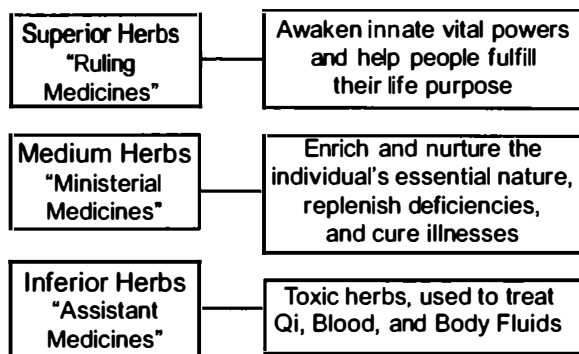 Superior Herbs
“Ruling
Medicines”
Awaken innate vital powers
and help people fulfill
their life purpose
Medium Herbs
“Ministerial
Medicines”
Enrich and nurture the
individual's essential nature,
replenish deficiencies,
and cure illnesses
Inferior Herbs
“Assistant
Medicines”
Toxic herbs, used to treat
Qi, Blood, and Body Fluids